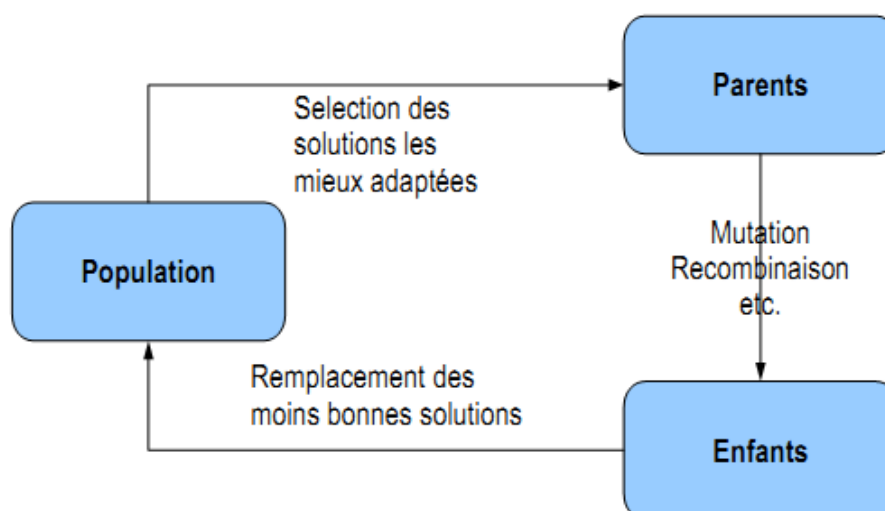 Parents
Selection des
solutions les
mieux adaptées
Population
Mutation
Recombinaison
etc.
Remplacement des
moins bonnes solutions
Enfants